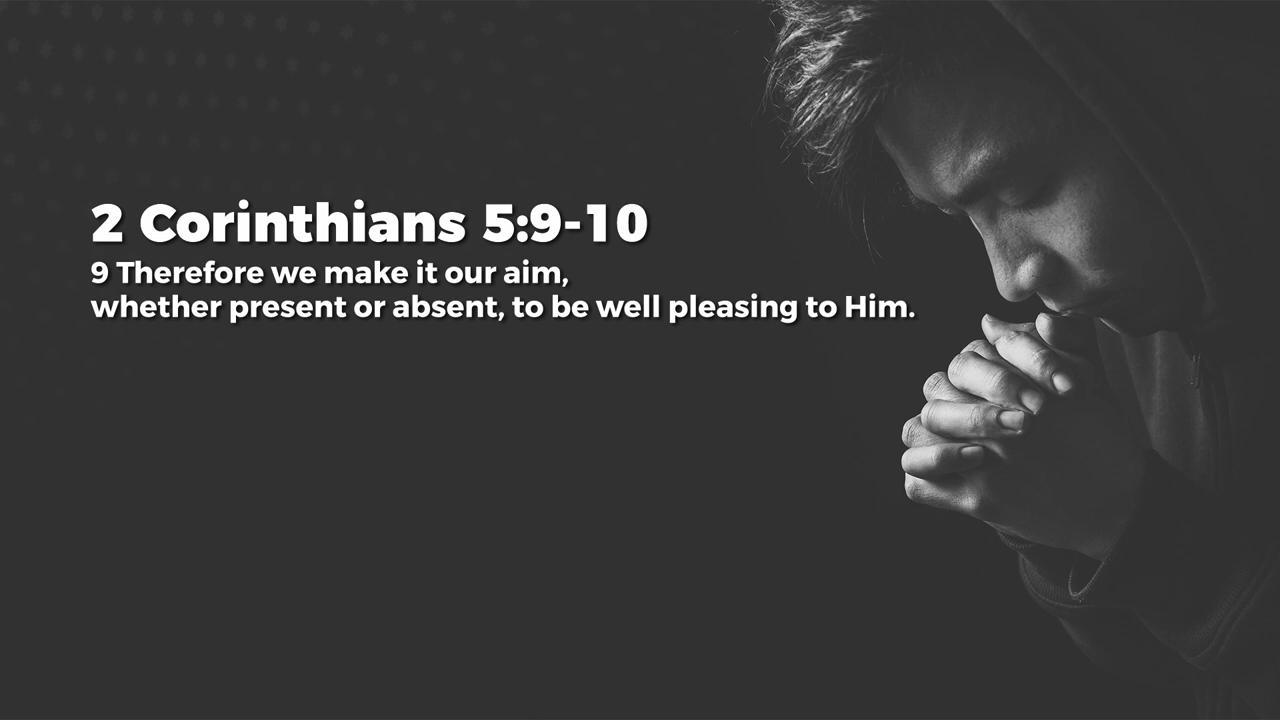 2 Corinthians 5:9-10
9 Therefore we make it our aim,
whether present or absent, to be well pleasing to Him.